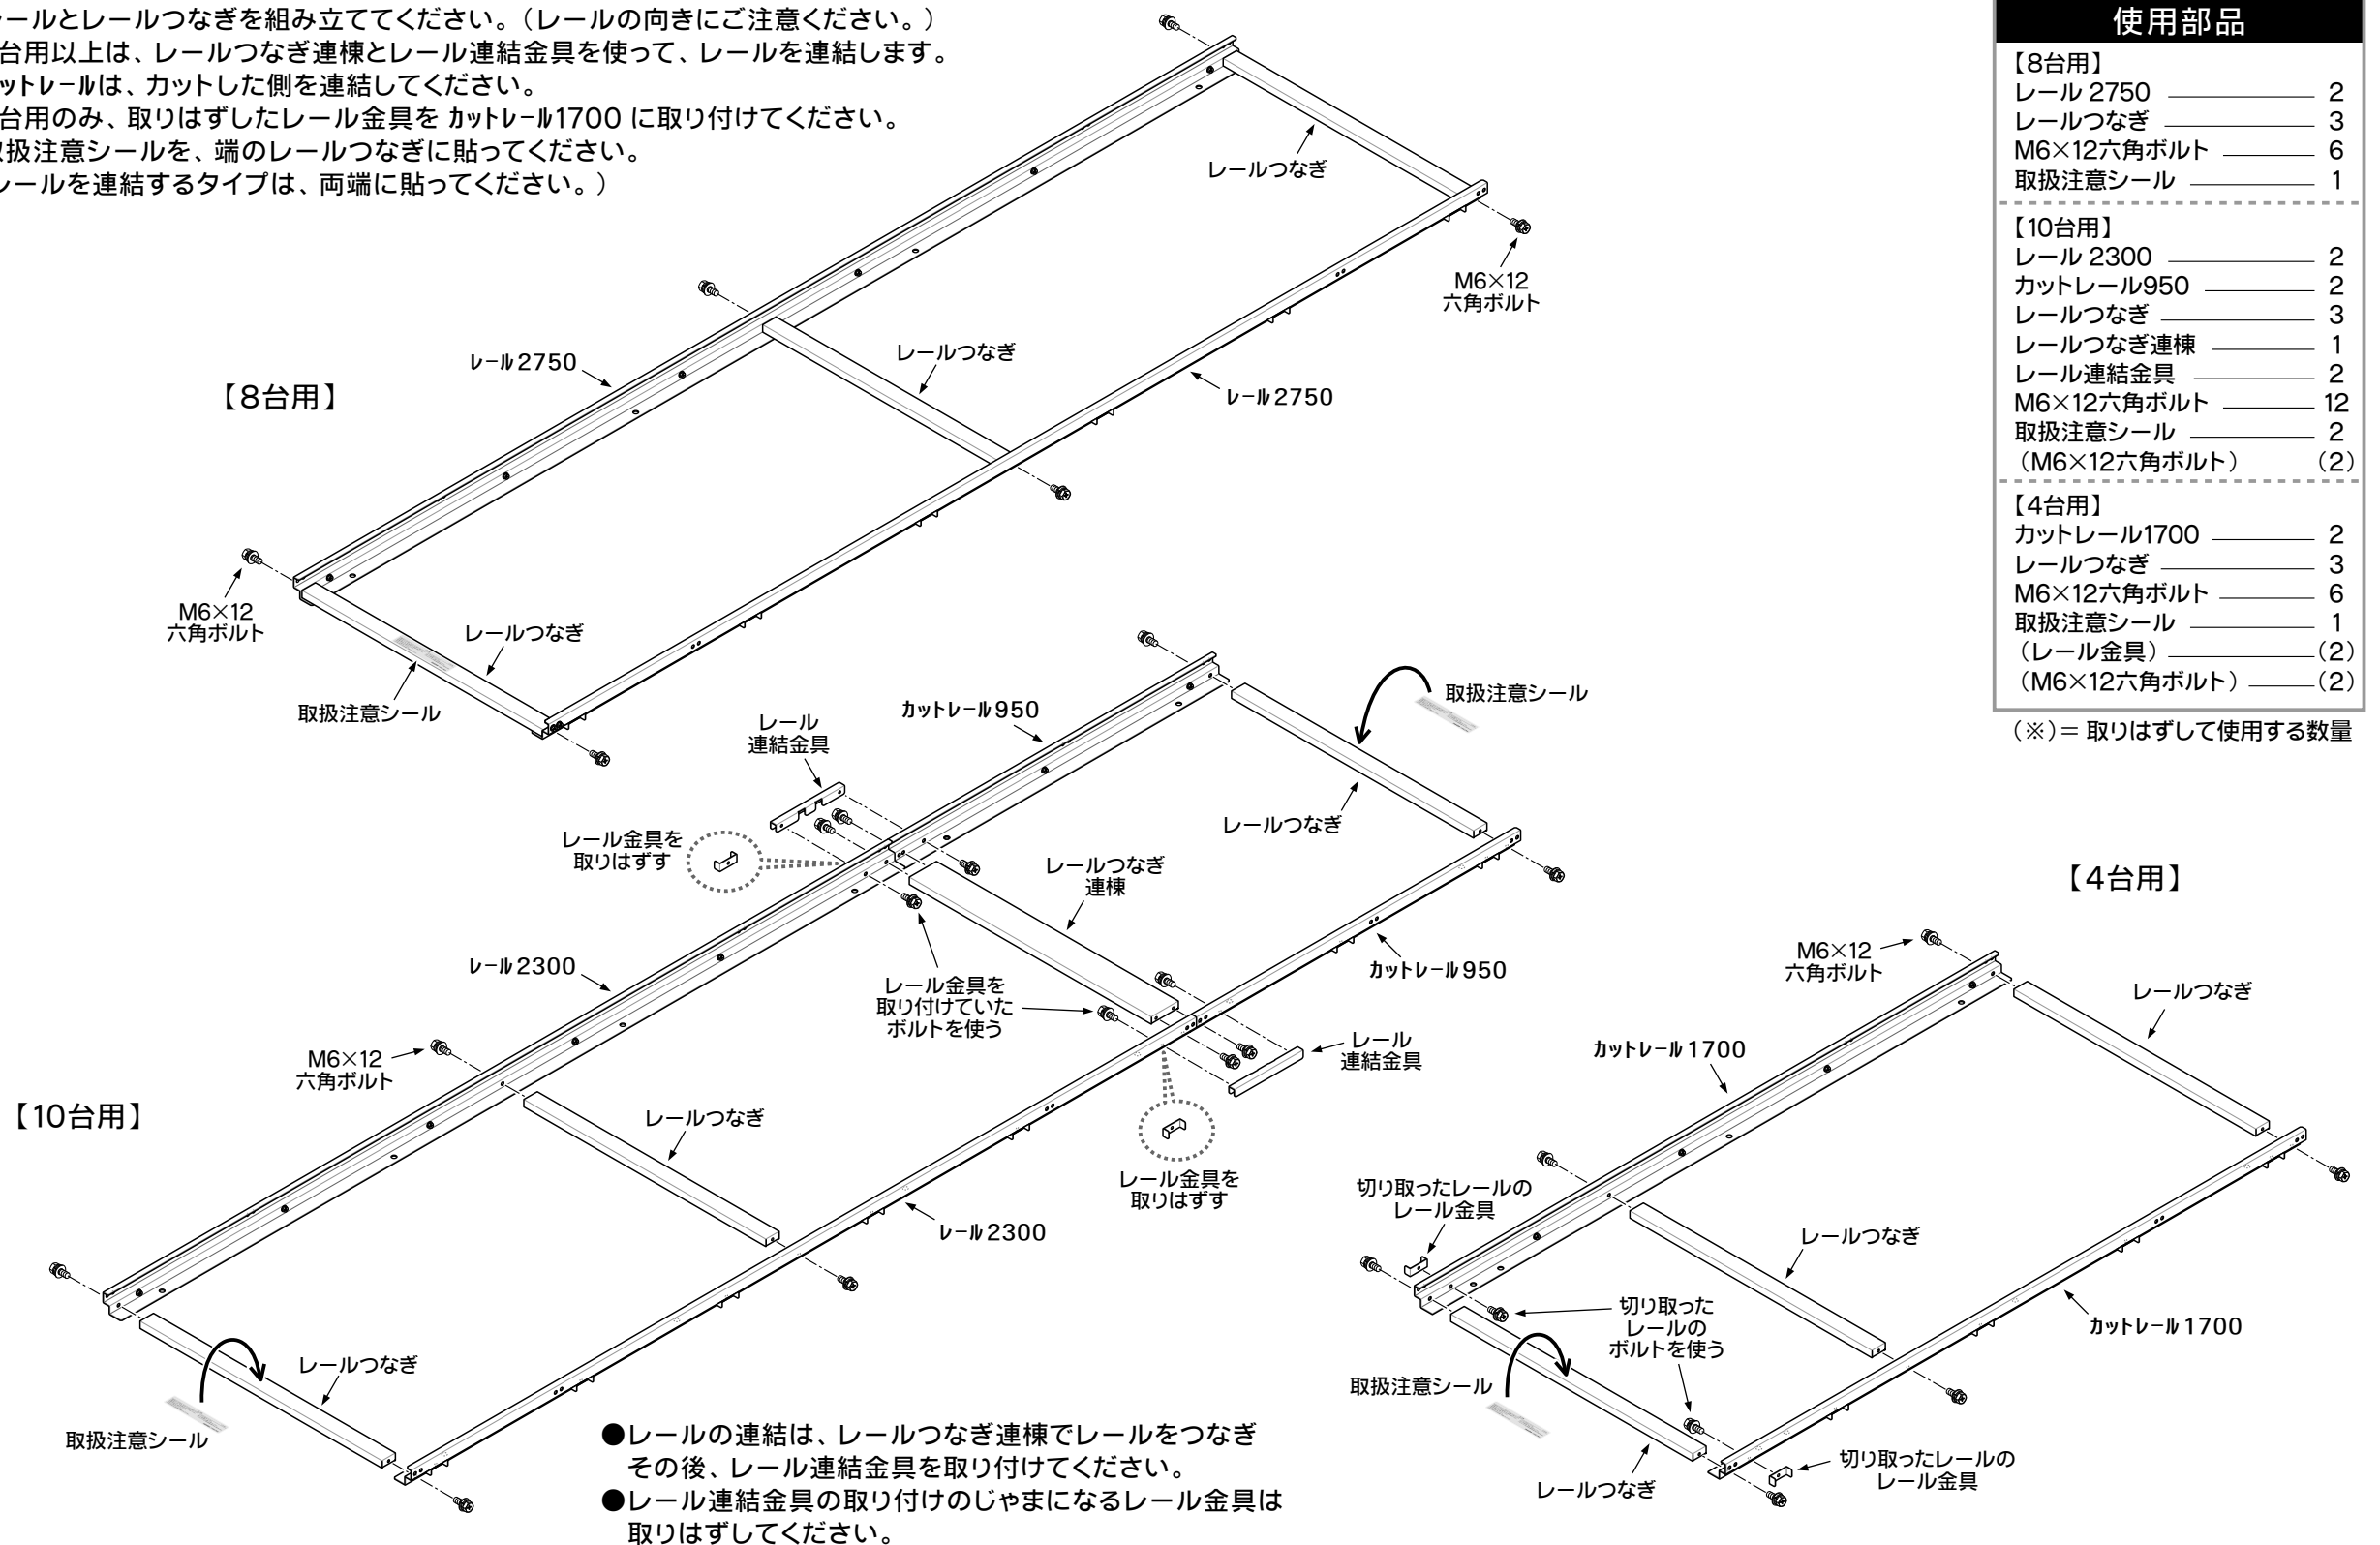 ールとレールつなぎを組み立ててください。（レールの向きにご注意ください。）
台用以上は、レールつなぎ連棟とレール連結金具を使って、レールを連結します。
ットレールは、カットした側を連結してください。
台用のみ、取りはずしたレール金具を カットレール1700 に取り付けてください。
扱注意シールを、端のレールつなぎに貼ってください。
レールを連結するタイプは、両端に貼ってください。）
使用部品
【8台用】
レール 2750 2
レールつなぎ 3
M6×12六角ボルト 6
取扱注意シール 1
【10台用】
レール 2300 2
カットレール950 2
レールつなぎ 3
レールつなぎ連棟 1
レール連結金具 2
M6×12六角ボルト 12
取扱注意シール 2
（M6×12六角ボルト） （2）
【4台用】
カットレール1700 2
レールつなぎ 3
M6×12六角ボルト 6
取扱注意シール 1
（レール金具） （2）
（M6×12六角ボルト） （2）
（※）＝ 取りはずして使用する数量
【8台用】
レールつなぎ
M6×12
六角ボルト
レール2750
レールつなぎ
レール2750
M6×12
六角ボルト
レールつなぎ
取扱注意シール
【10台用】
カットレール950
取扱注意シール
レール
連結金具
レールつなぎ
レール金具を
取りはずす
レールつなぎ
連棟
レール2300
カットレール950
レール金具を
取り付けていた
ボルトを使う
レール
連結金具
M6×12
六角ボルト
レールつなぎ
レール金具を
取りはずす
レール2300
レールつなぎ
取扱注意シール
【4台用】
M6×12
六角ボルト
レールつなぎ
カットレール1700
切り取ったレールの
レール金具
レールつなぎ
切り取った
レールの
ボルトを使う
カットレール1700
取扱注意シール
レールつなぎ
切り取ったレールの
レール金具
●レールの連結は、レールつなぎ連棟でレールをつなぎ
その後、レール連結金具を取り付けてください。
●レール連結金具の取り付けのじゃまになるレール金具は
取りはずしてください。